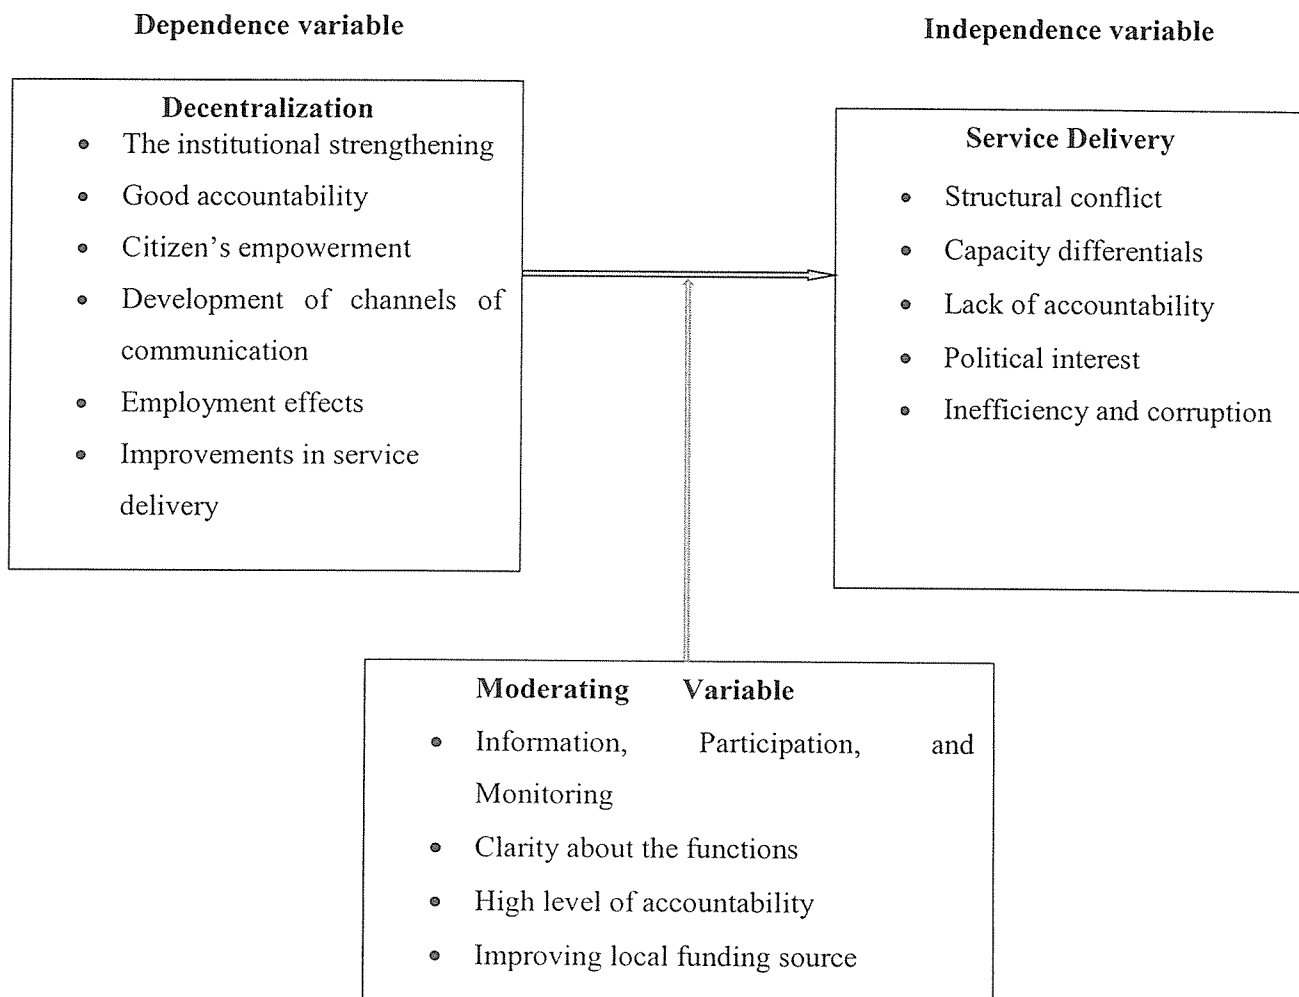 Dependence variable
Independence variable
Decentralization
The institutional strengthening
Good accountability
Citizen's empowerment
Development of channels of
communication
Employment effects
Improvements in service
delivery
Service Delivery
Structural conflict
Capacity differentials
Lack of accountability
Political interest
Inefficiency and corruption
Moderating Variable
Information, Participation, and
Monitoring
Clarity about the functions
High level of accountability
Improving local funding source